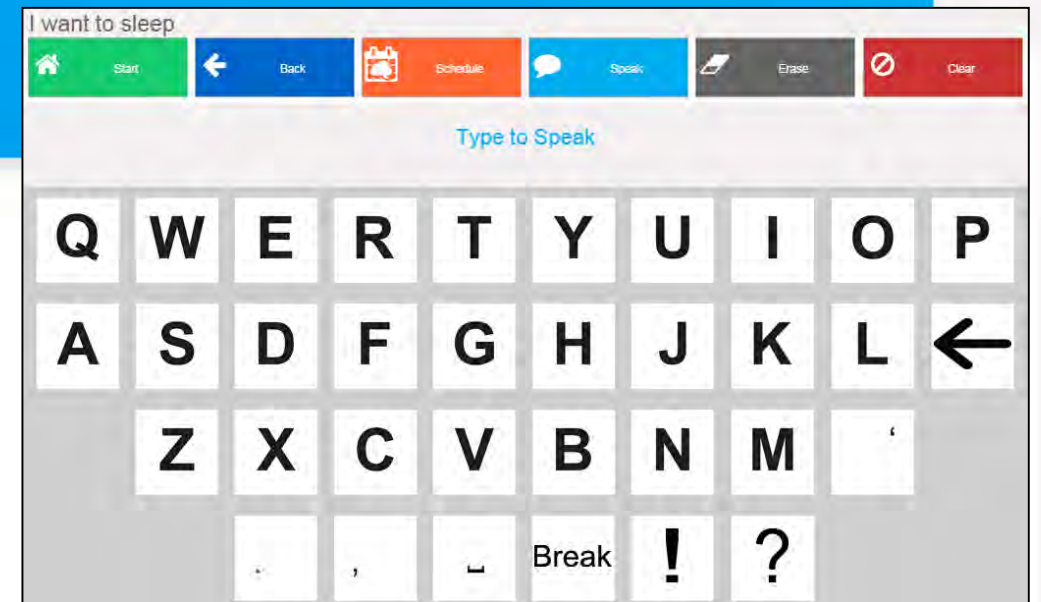 I want to sleep
Start Back Schedule Speak Erase Clear
Type to Speak
Q W E R T Y U I O P
A S D F G H J K L ←
Z X C V B N M ‘
. , ⎵ Break ! ?